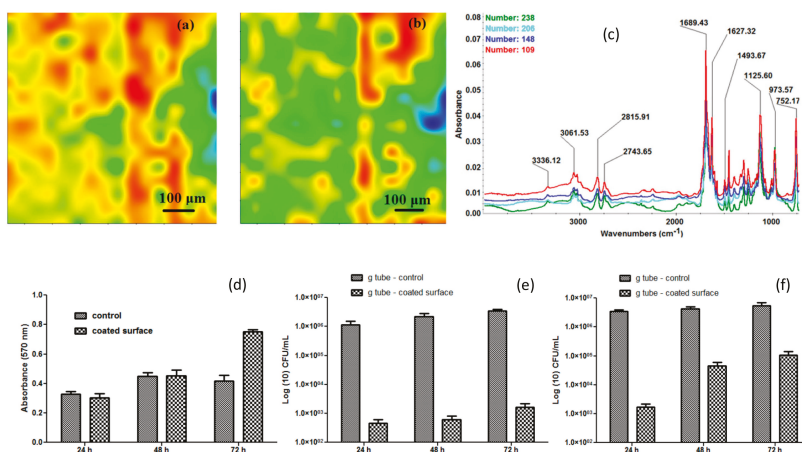 (a)
100 µm
(b)
100 µm
(c)
Number: 238
Number: 206
Number: 148
Number: 109
Absorbance
0.08
0.07
0.06
0.05
0.04
0.03
0.02
0.01
0.00
1689.43
1627.32
1493.67
1125.60
973.57
752.17
2815.91
3061.53
2743.65
3336.12
3000
2000
1000
Wavenumbers (cm-1)
(d)
control
coated surface
Absorbance (570 nm)
1.0
0.8
0.6
0.4
0.2
0.0
24 h
48 h
72 h
g tube - control
g tube - coated surface
(e)
Log (10) CFU/mL
1.0×10⁰⁷
1.0×10⁰⁶
1.0×10⁰⁵
1.0×10⁰⁴
1.0×10⁰³
1.0×10⁰²
24 h
48 h
72 h
g tube - control
g tube - coated surface
(f)
Log (10) CFU/mL
1.0×10⁰⁷
1.0×10⁰⁶
1.0×10⁰⁵
1.0×10⁰⁴
1.0×10⁰³
1.0×10⁰²
24 h
48 h
72 h